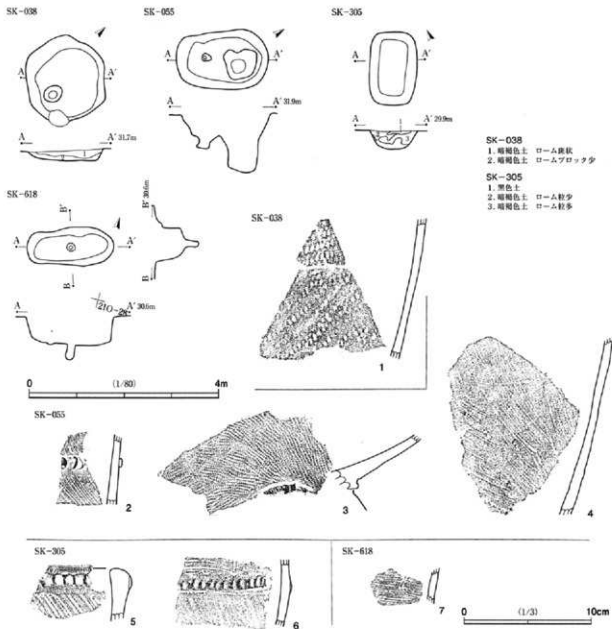 SK-038
A A′
A A′ 31.7m
SK-055
A A′
A A′ 31.9m
SK-305
A A′
A A′ 29.9m
3
SK-038
1. 暗褐色土 ローム斑状
2. 暗褐色土 ロームブロック少
SK-305
1. 黒色土
2. 暗褐色土 ローム粒少
3. 暗褐色土 ローム粒多
SK-618
B′
A A′
B
B′ 30.6m
B
A A′ 30.6m
0 (1/80) 4m
SK-038
1
SK-055
2
3
4
SK-305
5
6
SK-618
7
0 (1/3) 10cm